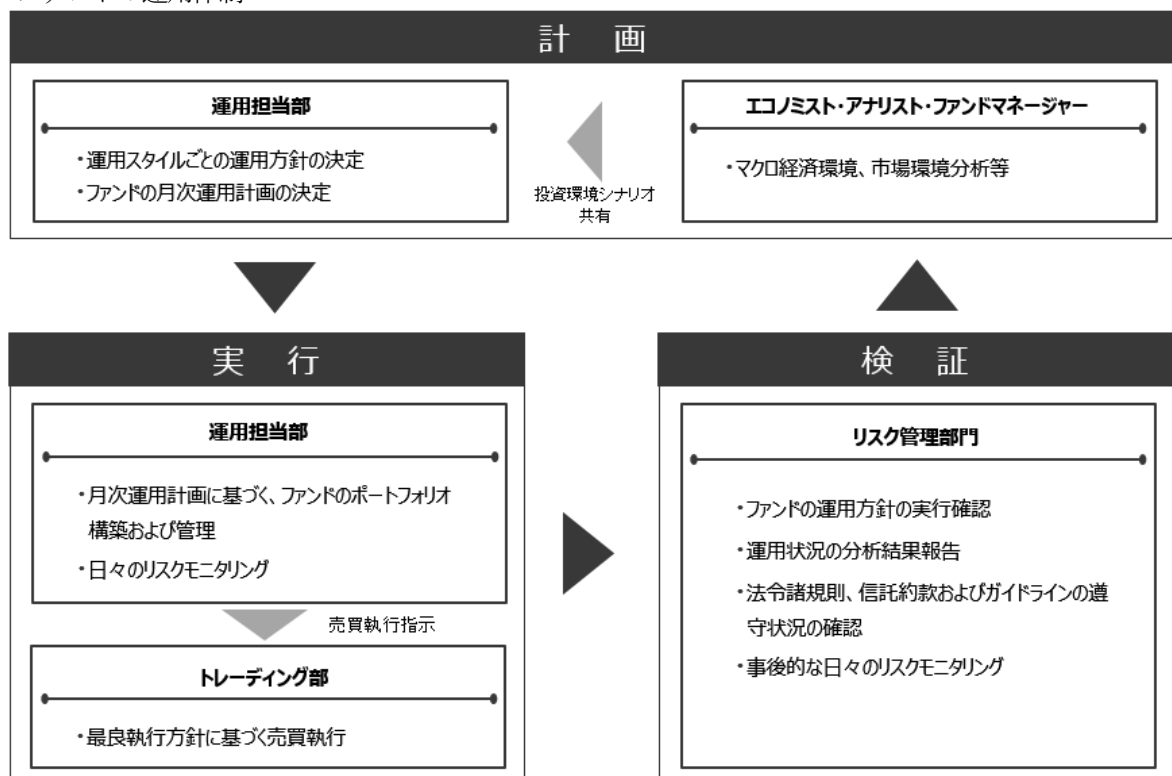 計 画
運用担当部
・運用スタイルごとの運用方針の決定
・ファンドの月次運用計画の決定
投資環境シナリオ
共有
エコノミスト・アナリスト・ファンドマネージャー
・マクロ経済環境、市場環境分析等
実 行
運用担当部
・月次運用計画に基づく、ファンドのポートフォリオ
構築および管理
・日々のリスクモニタリング
売買執行指示
トレーディング部
・最良執行方針に基づく売買執行
検 証
リスク管理部門
・ファンドの運用方針の実行確認
・運用状況の分析結果報告
・法令諸規則、信託約款およびガイドラインの遵
守状況の確認
・事後的な日々のリスクモニタリング